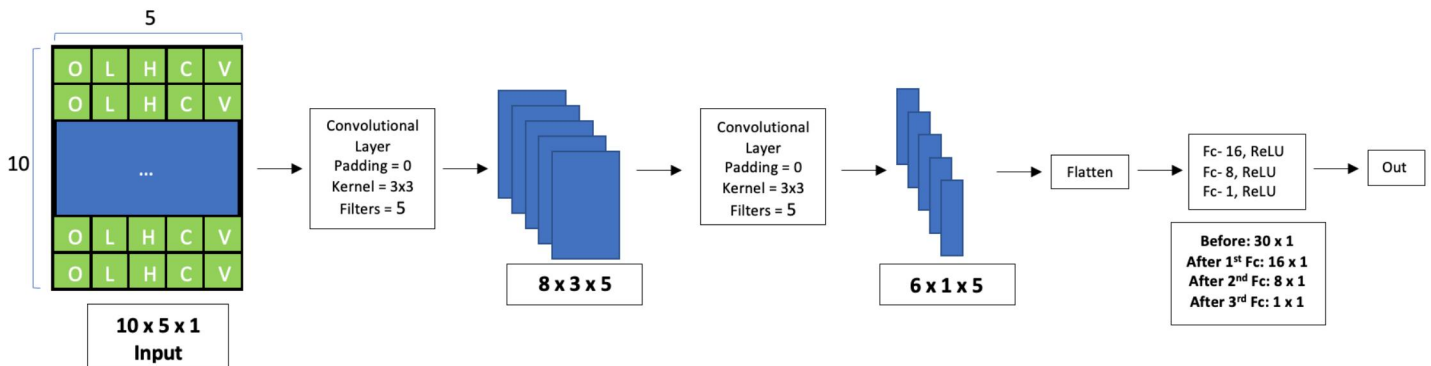 5
O L H C V
O L H C V
10
...
O L H C V
O L H C V
10 x 5 x 1
Input
Convolutional
Layer
Padding = 0
Kernel = 3x3
Filters = 5
8 x 3 x 5
Convolutional
Layer
Padding = 0
Kernel = 3x3
Filters = 5
6 x 1 x 5
Flatten
Fc- 16, ReLU
Fc- 8, ReLU
Fc- 1, ReLU
Before: 30 x 1
After 1st Fc: 16 x 1
After 2nd Fc: 8 x 1
After 3rd Fc: 1 x 1
Out